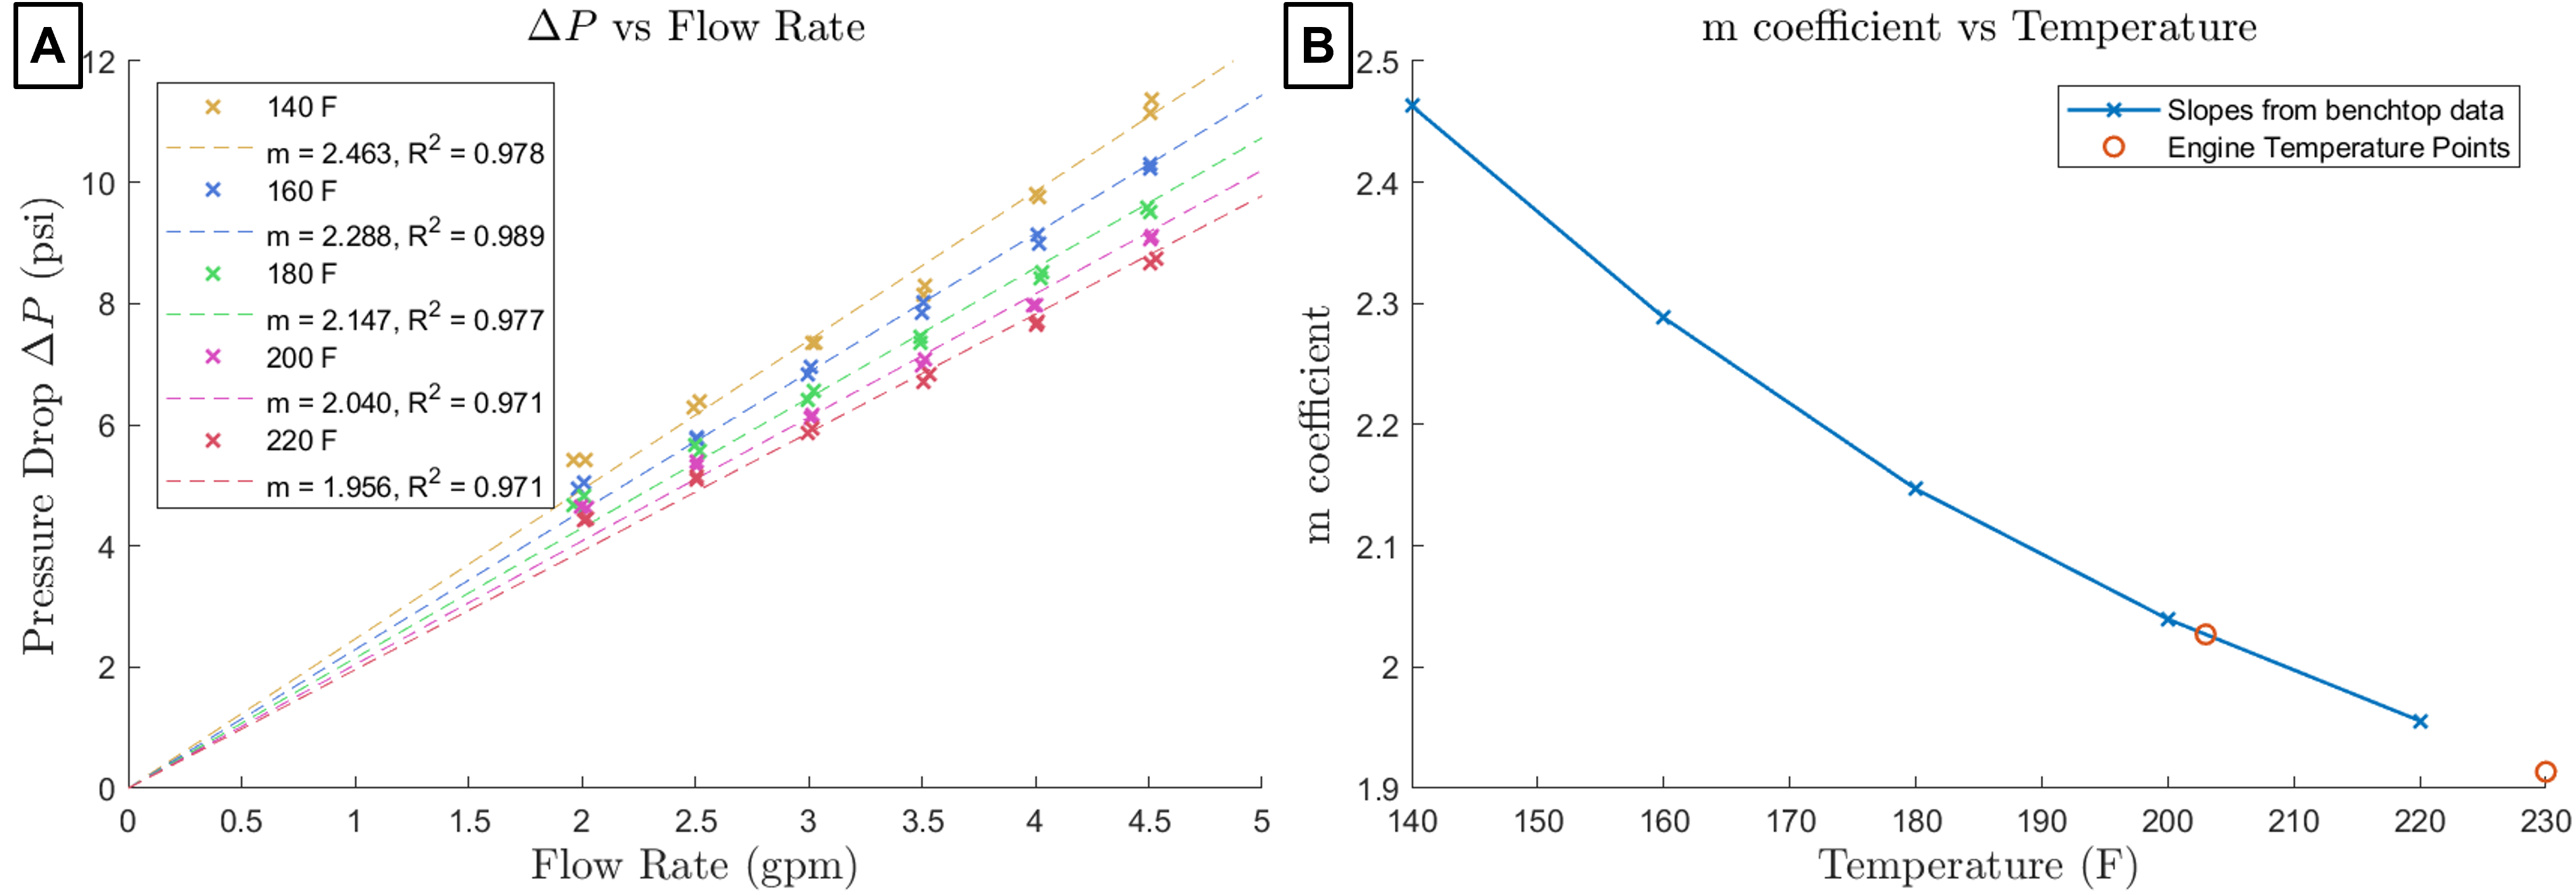 A
ΔP vs Flow Rate
Pressure Drop ΔP (psi)
12
10
8
6
4
2
0
140 F
m = 2.463, R² = 0.978
160 F
m = 2.288, R² = 0.989
180 F
m = 2.147, R² = 0.977
200 F
m = 2.040, R² = 0.971
220 F
m = 1.956, R² = 0.971
0 0.5 1 1.5 2 2.5 3 3.5 4 4.5 5
Flow Rate (gpm)
B
m coefficient vs Temperature
m coefficient
2.5
2.4
2.3
2.2
2.1
2
1.9
Slopes from benchtop data
Engine Temperature Points
140 150 160 170 180 190 200 210 220 230
Temperature (F)